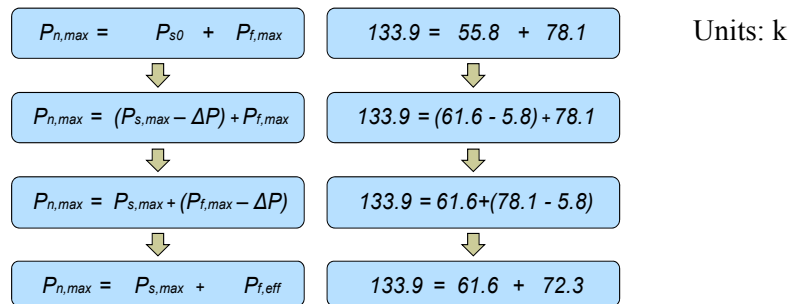 Pn,max = Ps0 + Pf,max
133.9 = 55.8 + 78.1
Units: k
Pn,max = (Ps,max – ΔP) + Pf,max
133.9 = (61.6 - 5.8) + 78.1
Pn,max = Ps,max + (Pf,max – ΔP)
133.9 = 61.6+(78.1 - 5.8)
Pn,max = Ps,max + Pf,eff
133.9 = 61.6 + 72.3